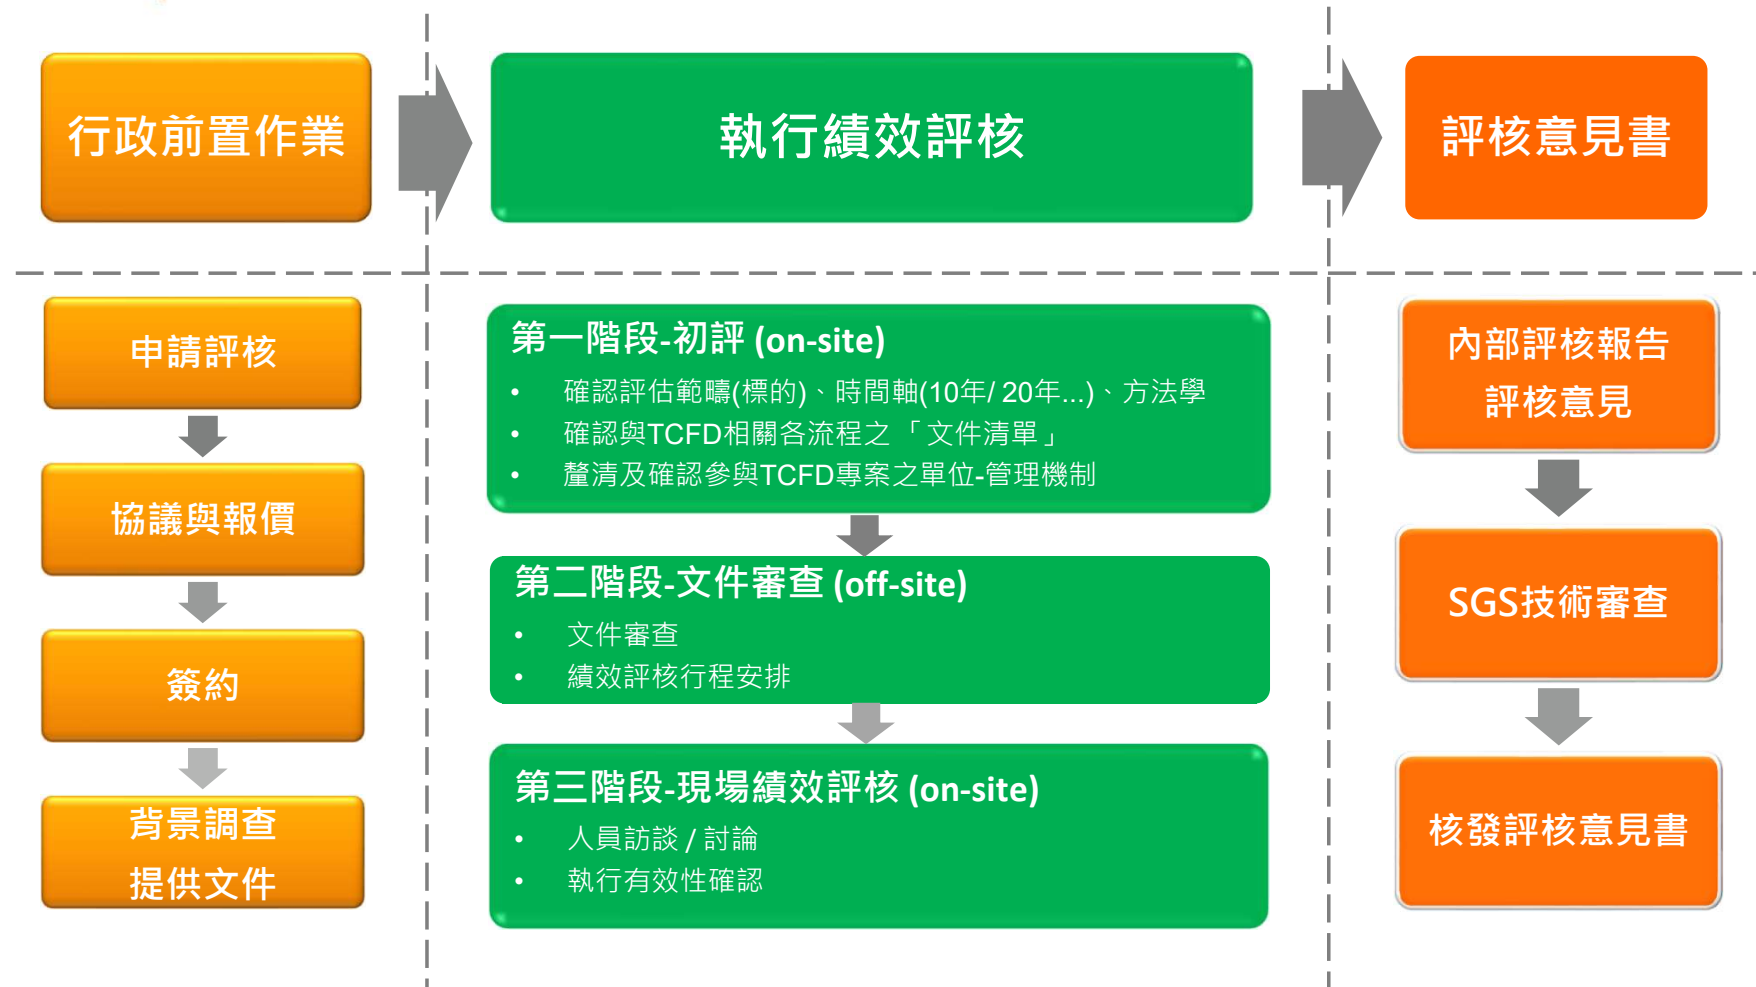 行政前置作業
執行績效評核
評核意見書
申請評核
協議與報價
簽約
背景調查
提供文件
第一階段-初評 (on-site)
• 確認評估範疇(標的)、時間軸(10年/ 20年...)、方法學
• 確認與TCFD相關各流程之 「文件清單」
• 釐清及確認參與TCFD專案之單位-管理機制
第二階段-文件審查 (off-site)
• 文件審查
• 績效評核行程安排
第三階段-現場績效評核 (on-site)
• 人員訪談 / 討論
• 執行有效性確認
內部評核報告
評核意見
SGS技術審查
核發評核意見書